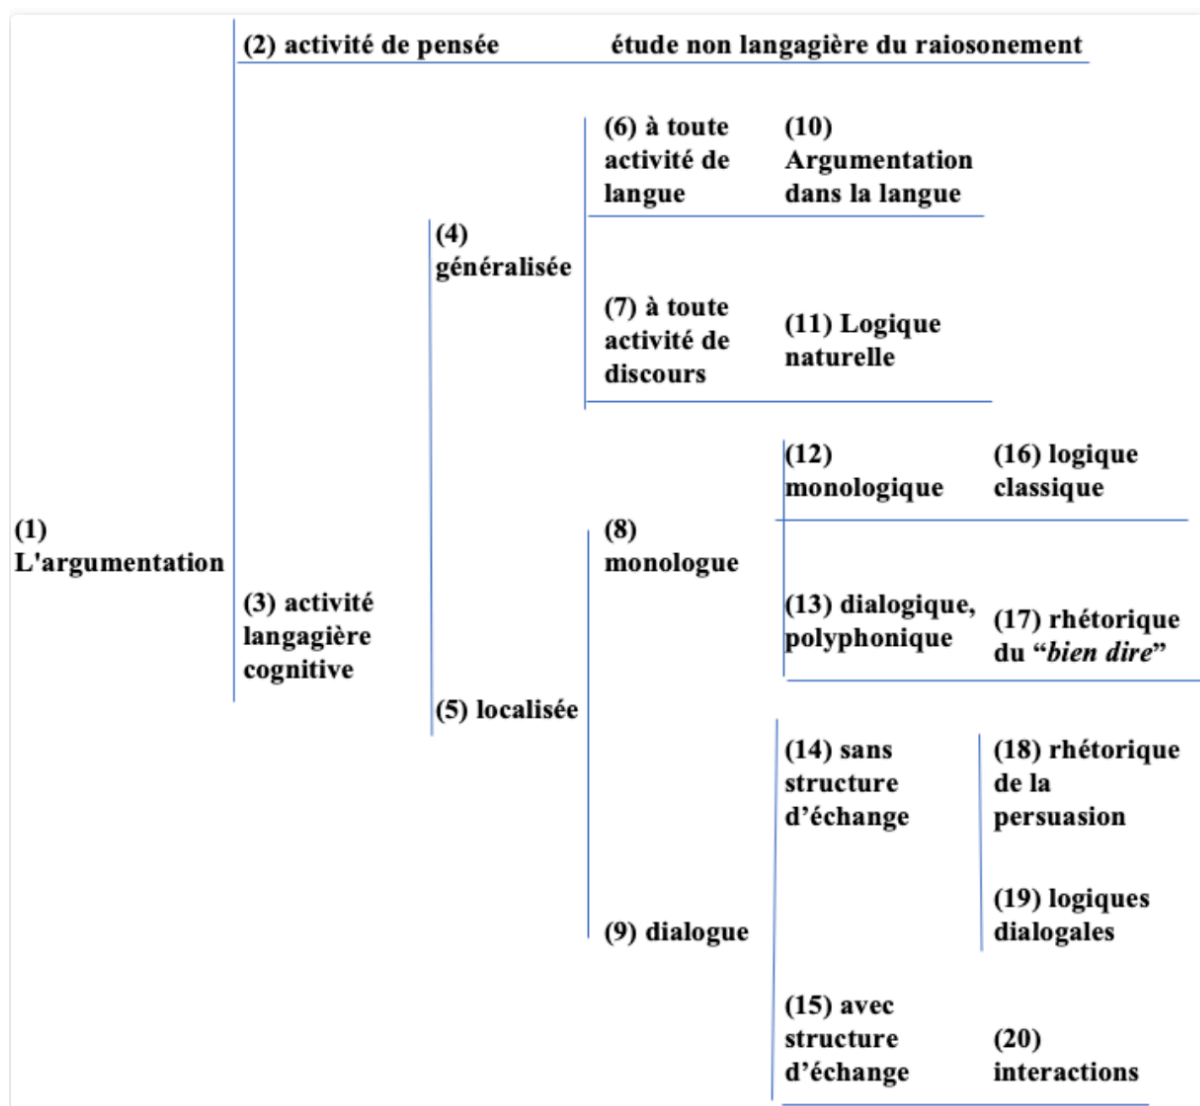 (2) activité de pensée
étude non langagière du raiosonement
(6) à toute
activité de
langue
(10)
Argumentation
dans la langue
(4)
généralisée
(7) à toute
activité de
discours
(11) Logique
naturelle
(12)
monologique
(16) logique
classique
(1)
L'argumentation
(8)
monologue
(3) activité
langagière
cognitive
(13) dialogique,
polyphonique
(17) rhétorique
du “bien dire”
(5) localisée
(14) sans
structure
d’échange
(18) rhétorique
de la
persuasion
(9) dialogue
(19) logiques
dialogales
(15) avec
structure
d’échange
(20)
interactions